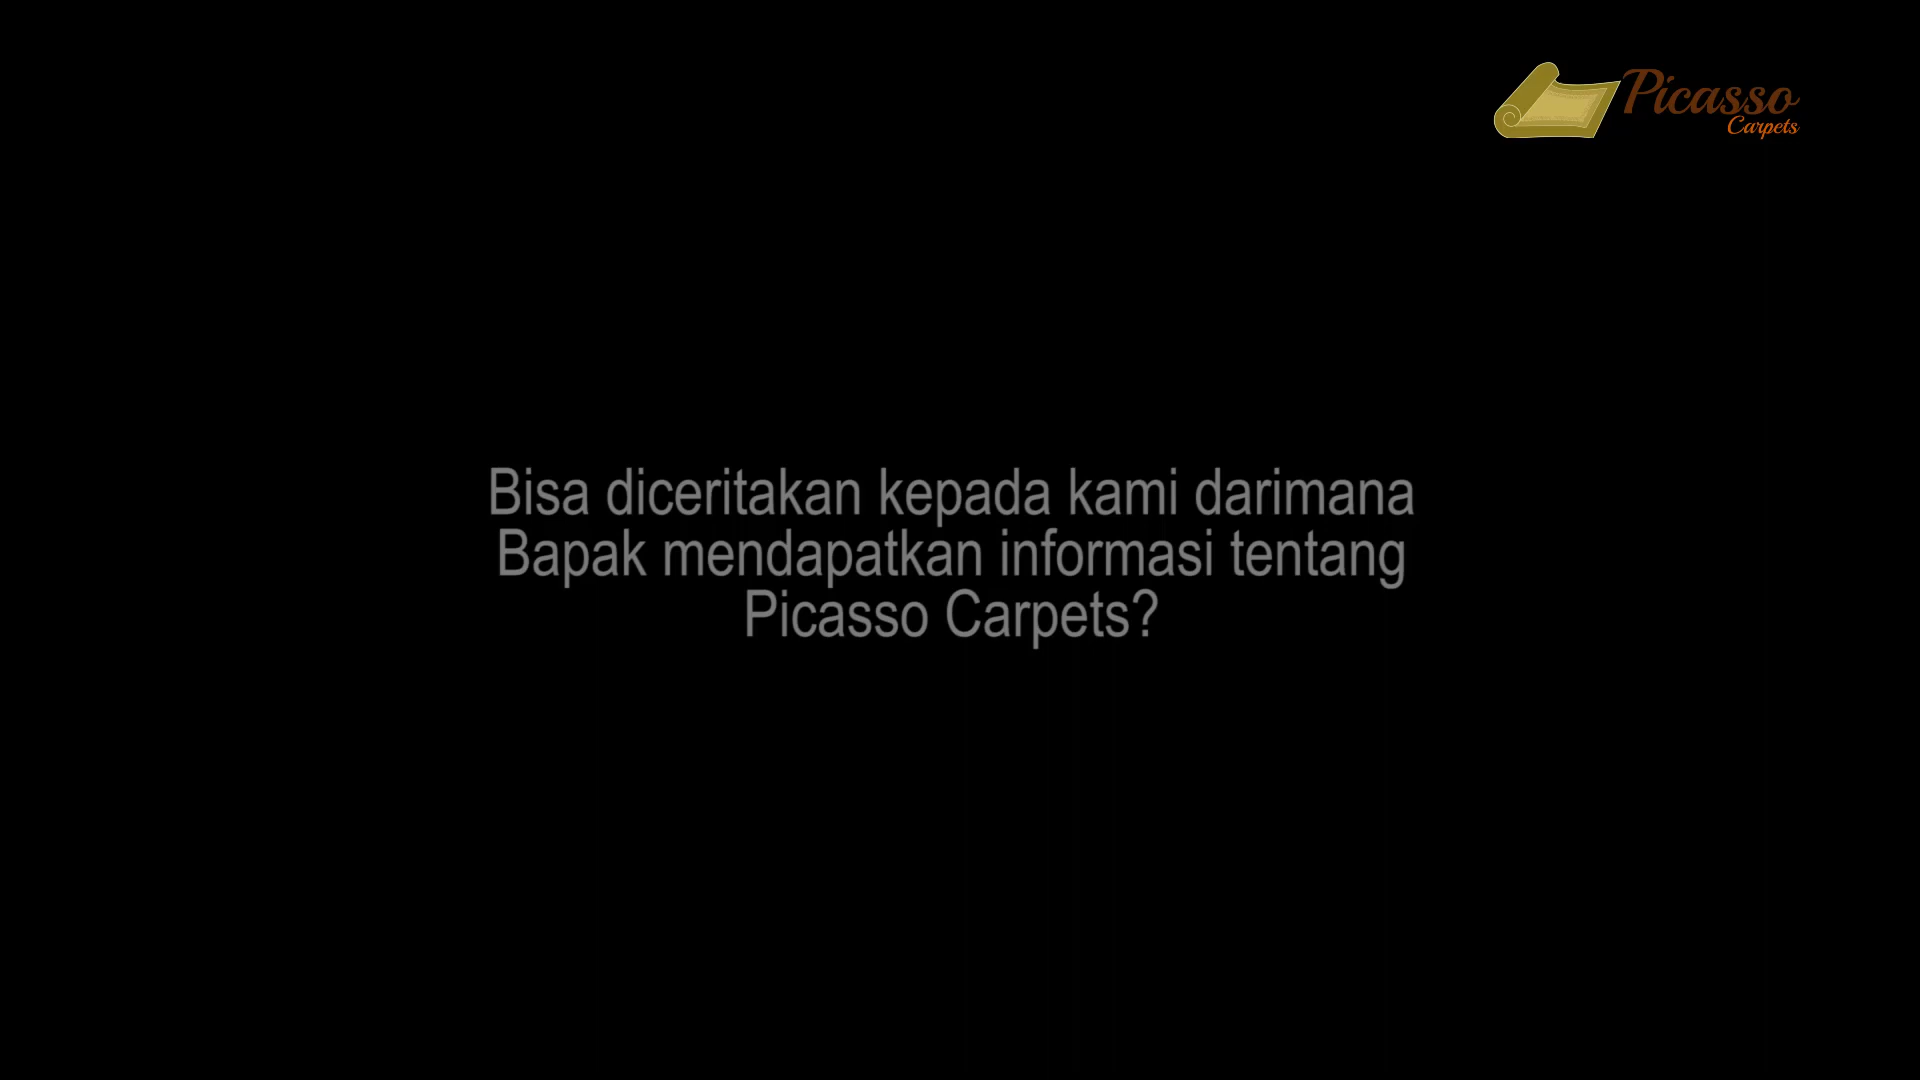 Picasso
Carpets
Bisa diceritakan kepada kami darimana
Bapak mendapatkan informasi tentang
Picasso Carpets?